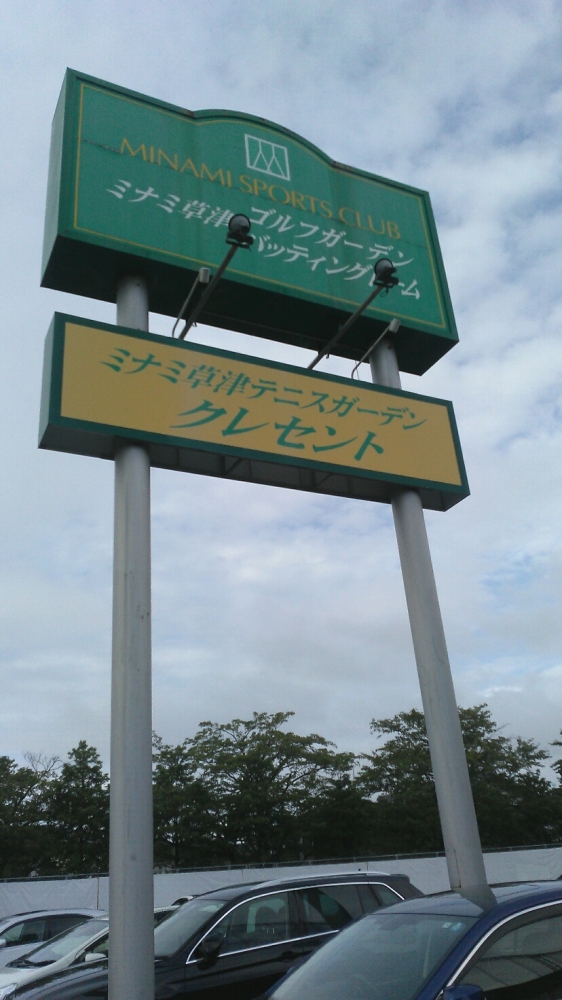 MINAMI SPORTS CLUB
ミナミ草津 ゴルフガーデン
バッティングドーム
ミナミ草津テニスガーデン
クレセント